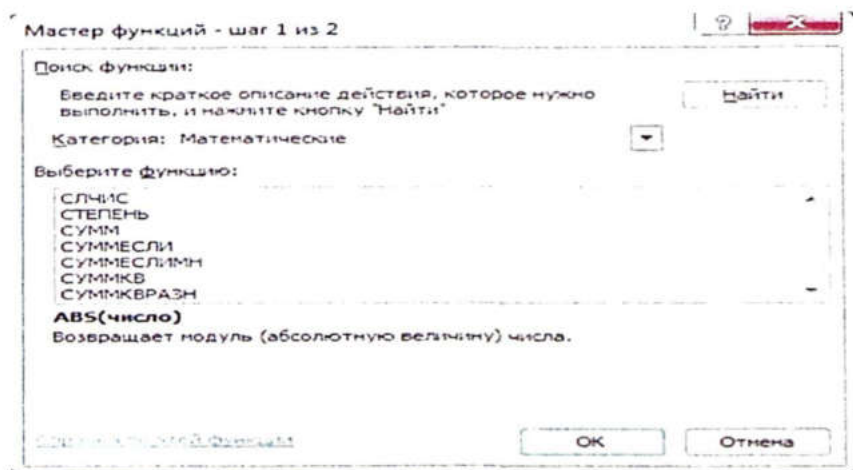 Мастер функций - шаг 1 из 2
Поиск функции:
Введите краткое описание действия, которое нужно
выполнить, и нажмите кнопку "Найти"
Найти
Категория: Математические
Выберите функцию:
СЛЧИС
СТЕПЕНЬ
СУММ
СУММЕСЛИ
СУММЕСЛИМН
СУММКВ
СУММКВРАЗН
ABS(число)
Возвращает модуль (абсолютную величину) числа.
функции
ОК
Отмена